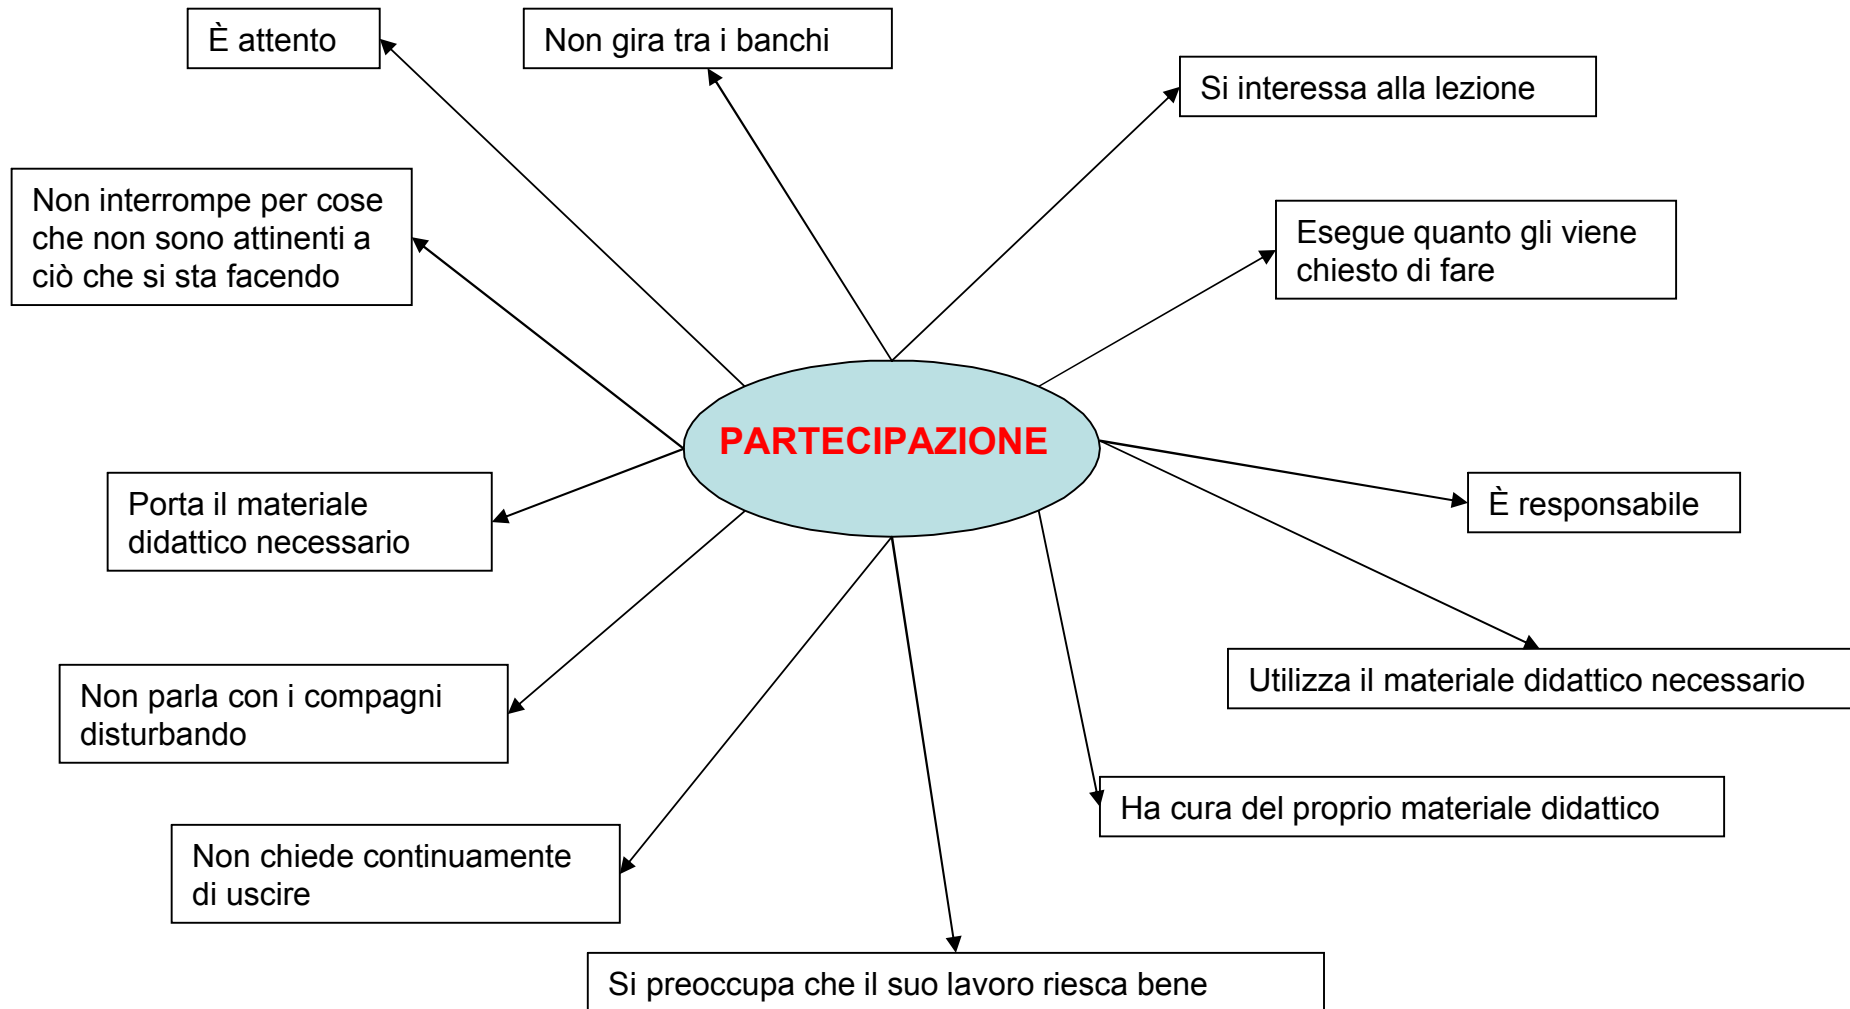 È attento
Non gira tra i banchi
Si interessa alla lezione
Non interrompe per cose
che non sono attinenti a
ciò che si sta facendo
Esegue quanto gli viene
chiesto di fare
PARTECIPAZIONE
Porta il materiale
didattico necessario
È responsabile
Non parla con i compagni
disturbando
Utilizza il materiale didattico necessario
Ha cura del proprio materiale didattico
Non chiede continuamente
di uscire
Si preoccupa che il suo lavoro riesca bene